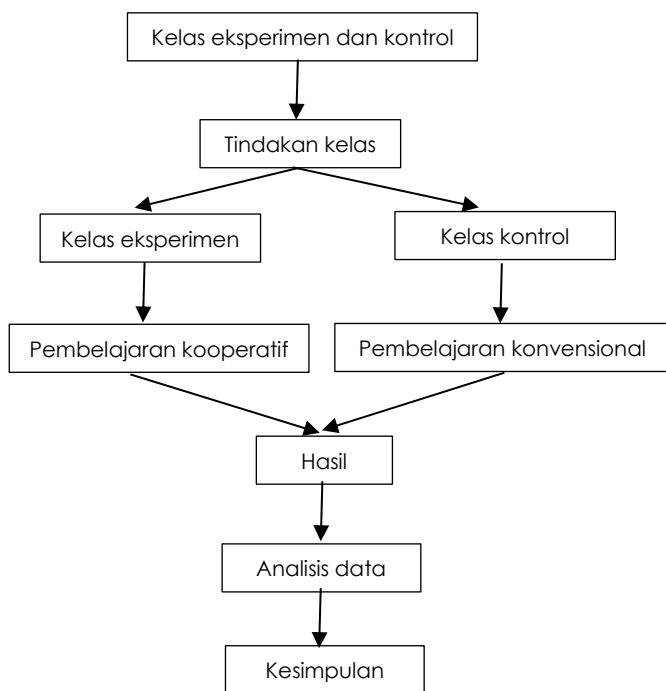 Kelas eksperimen dan kontrol
Tindakan kelas
Kelas eksperimen
Kelas kontrol
Pembelajaran kooperatif
Pembelajaran konvensional
Hasil
Analisis data
Kesimpulan